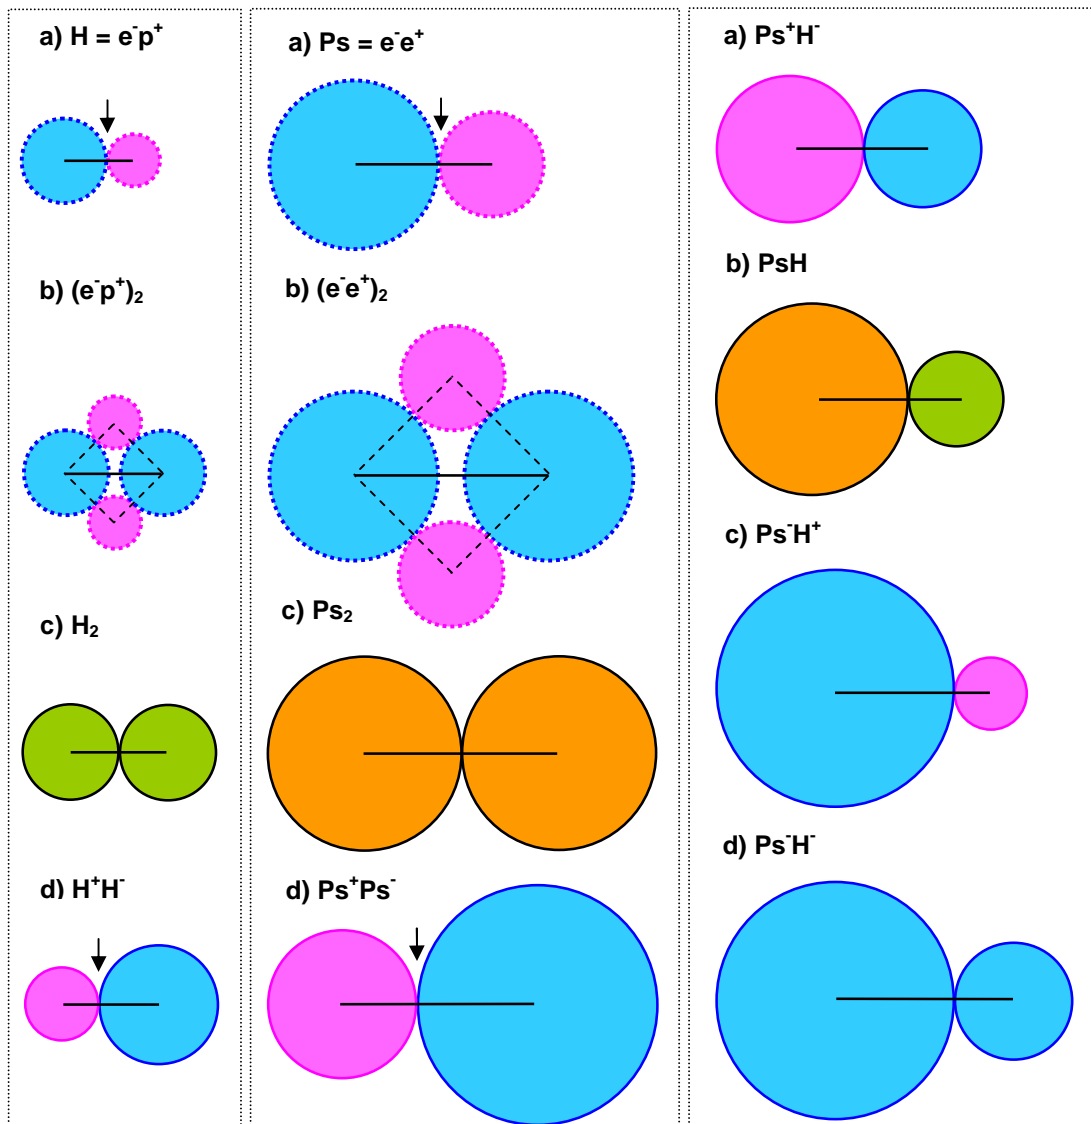 a) H = e⁻p⁺
b) (e⁻p⁺)₂
c) H₂
d) H⁺H⁻
a) Ps = e⁻e⁺
b) (e⁻e⁺)₂
c) Ps₂
d) Ps⁺Ps⁻
a) Ps⁺H⁻
b) PsH
c) Ps⁻H⁺
d) Ps⁻H⁻